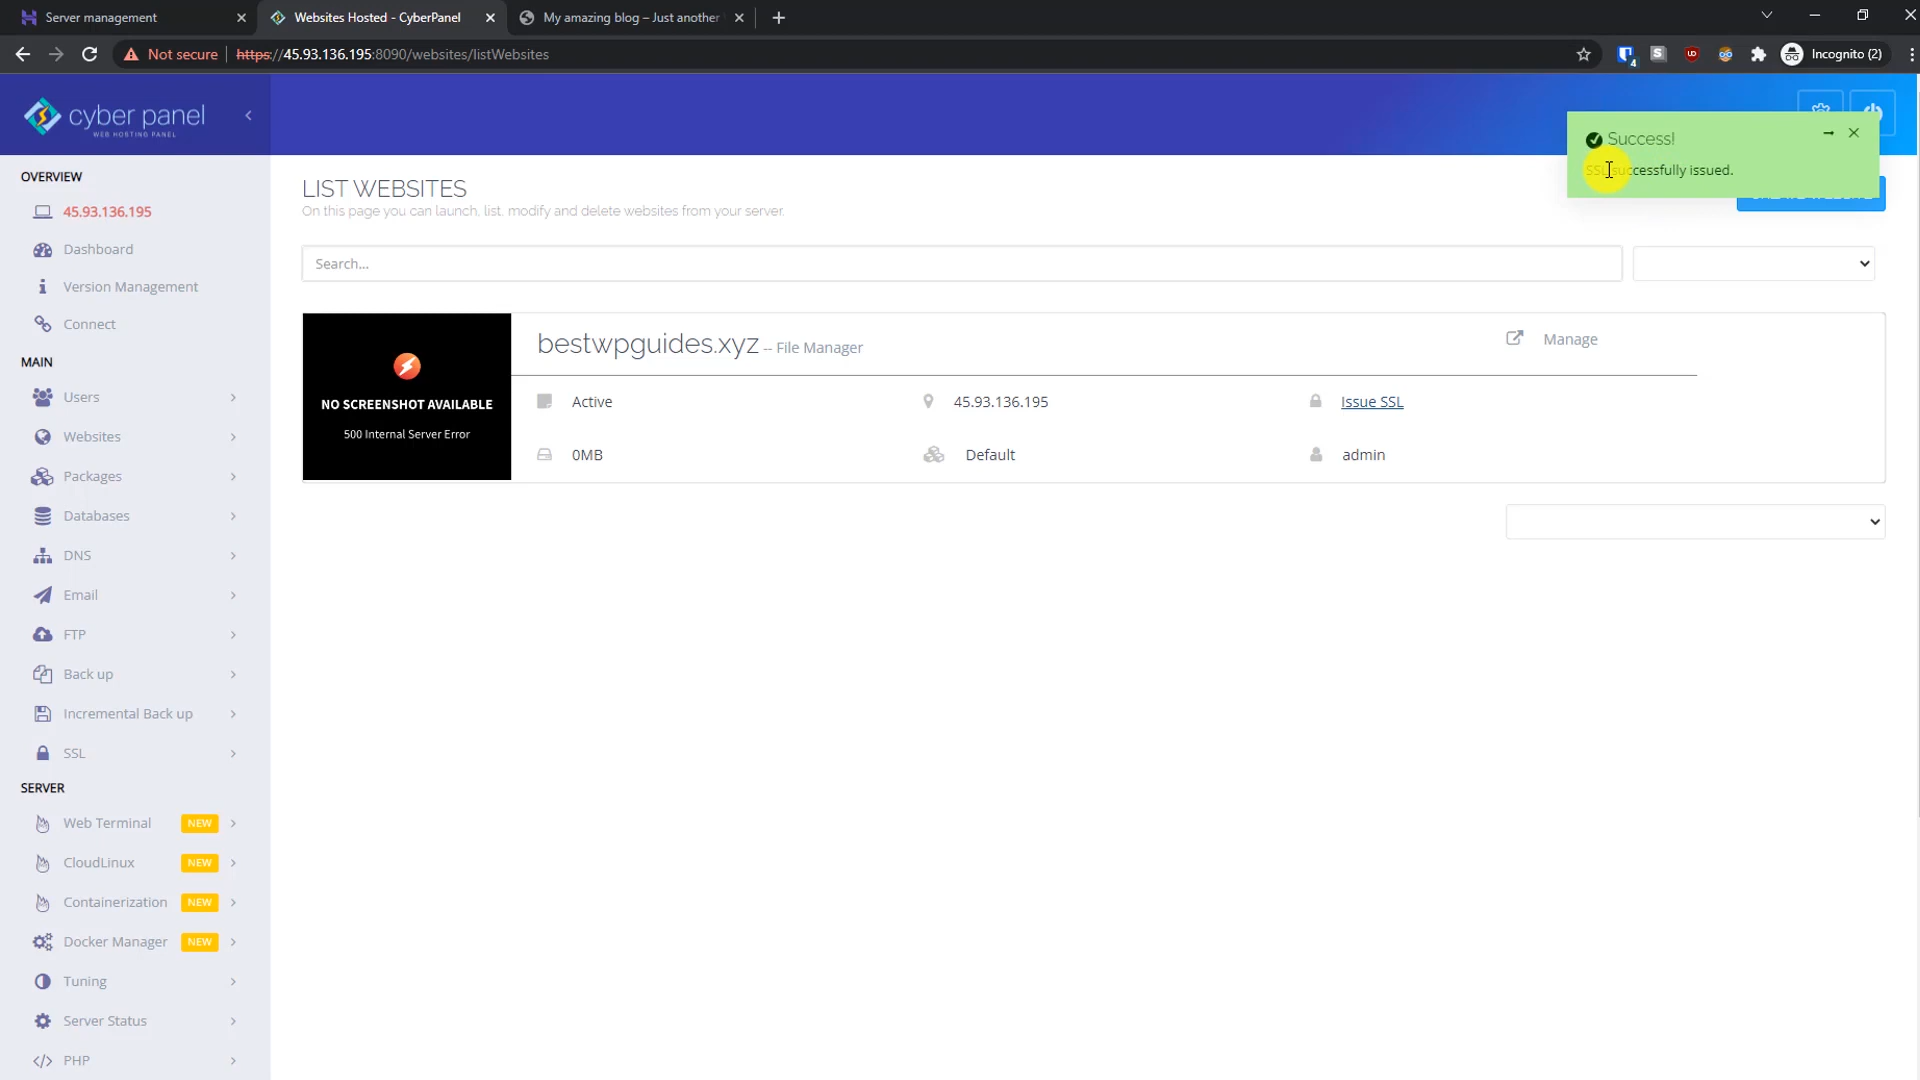 Server management
Websites Hosted - CyberPanel
My amazing blog – Just another
Not secure
https://45.93.136.195:8090/websites/listWebsites
4
Incognito (2)
cyber panel
WEB HOSTING PANEL
Success!
SSL successfully issued.
OVERVIEW
45.93.136.195
Dashboard
Version Management
Connect
MAIN
Users
Websites
Packages
Databases
DNS
Email
FTP
Back up
Incremental Back up
SSL
SERVER
Web Terminal NEW
CloudLinux NEW
Containerization NEW
Docker Manager NEW
Tuning
Server Status
PHP
LIST WEBSITES
On this page you can launch, list, modify and delete websites from your server.
Search...
NO SCREENSHOT AVAILABLE
500 Internal Server Error
bestwpguides.xyz -- File Manager
Manage
Active
45.93.136.195
Issue SSL
0MB
Default
admin